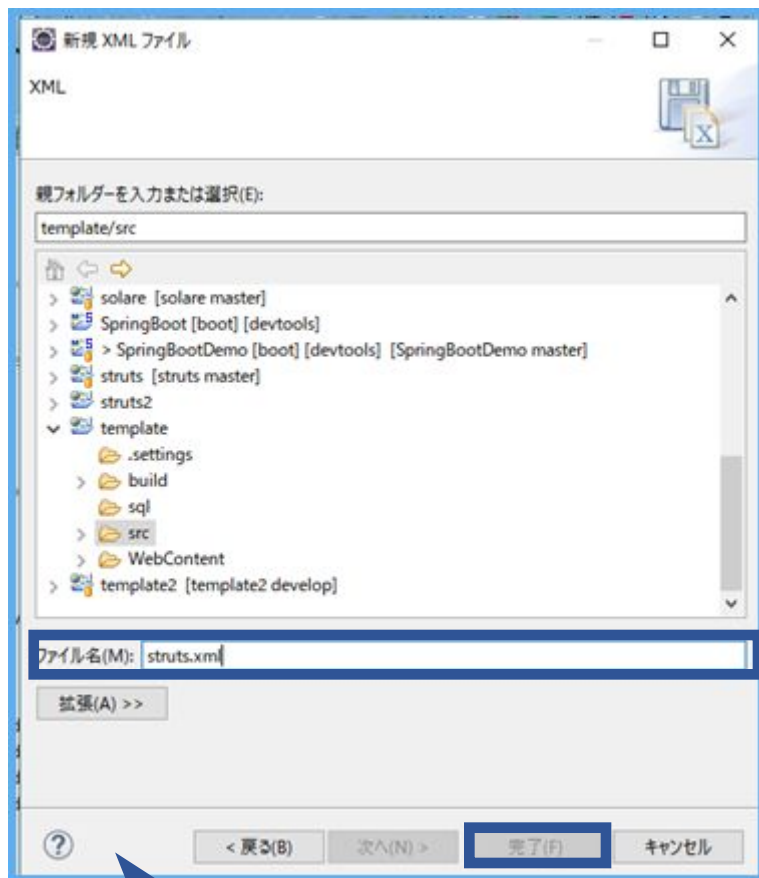 新規 XML ファイル
XML
X
親フォルダーを入力または選択(E):
template/src
solare [solare master]
SpringBoot [boot] [devtools]
> SpringBootDemo [boot] [devtools] [SpringBootDemo master]
struts [struts master]
struts2
template
.settings
build
sql
src
WebContent
template2 [template2 develop]
ファイル名(M): struts.xml
拡張(A) >>
?
< 戻る(B) 次へ(N) > 完了(F) キャンセル